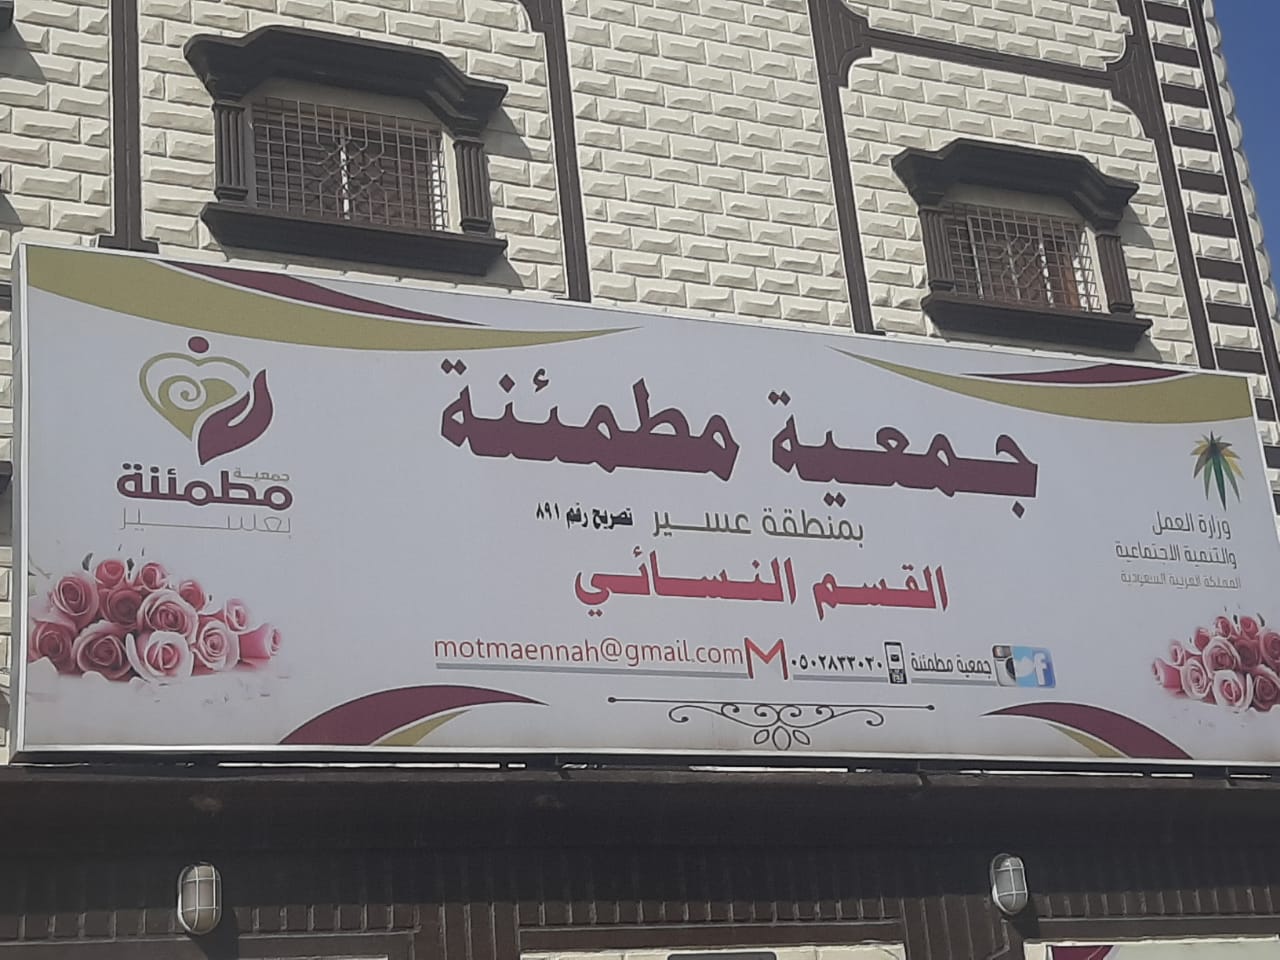 جمعية مطمئنة
بمنطقة عسير تصريح رقم ٨٩١
القسم النسائي
جمعية مطمئنة ٠٥٠٢٨٣٣٠٣٠ motmaennah@gmail.com
وزارة العمل
والتنمية الاجتماعية
المملكة العربية السعودية
جمعية
مطمئنة
بعسير